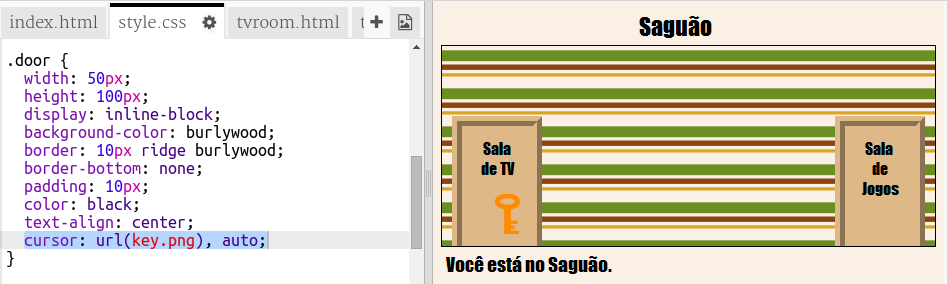 index.html style.css tvroom.html t
.door {
width: 50px;
height: 100px;
display: inline-block;
background-color: burlywood;
border: 10px ridge burlywood;
border-bottom: none;
padding: 10px;
color: black;
text-align: center;
cursor: url(key.png), auto;
}
Saguão
Sala
de TV
Sala
de
Jogos
Você está no Saguão.